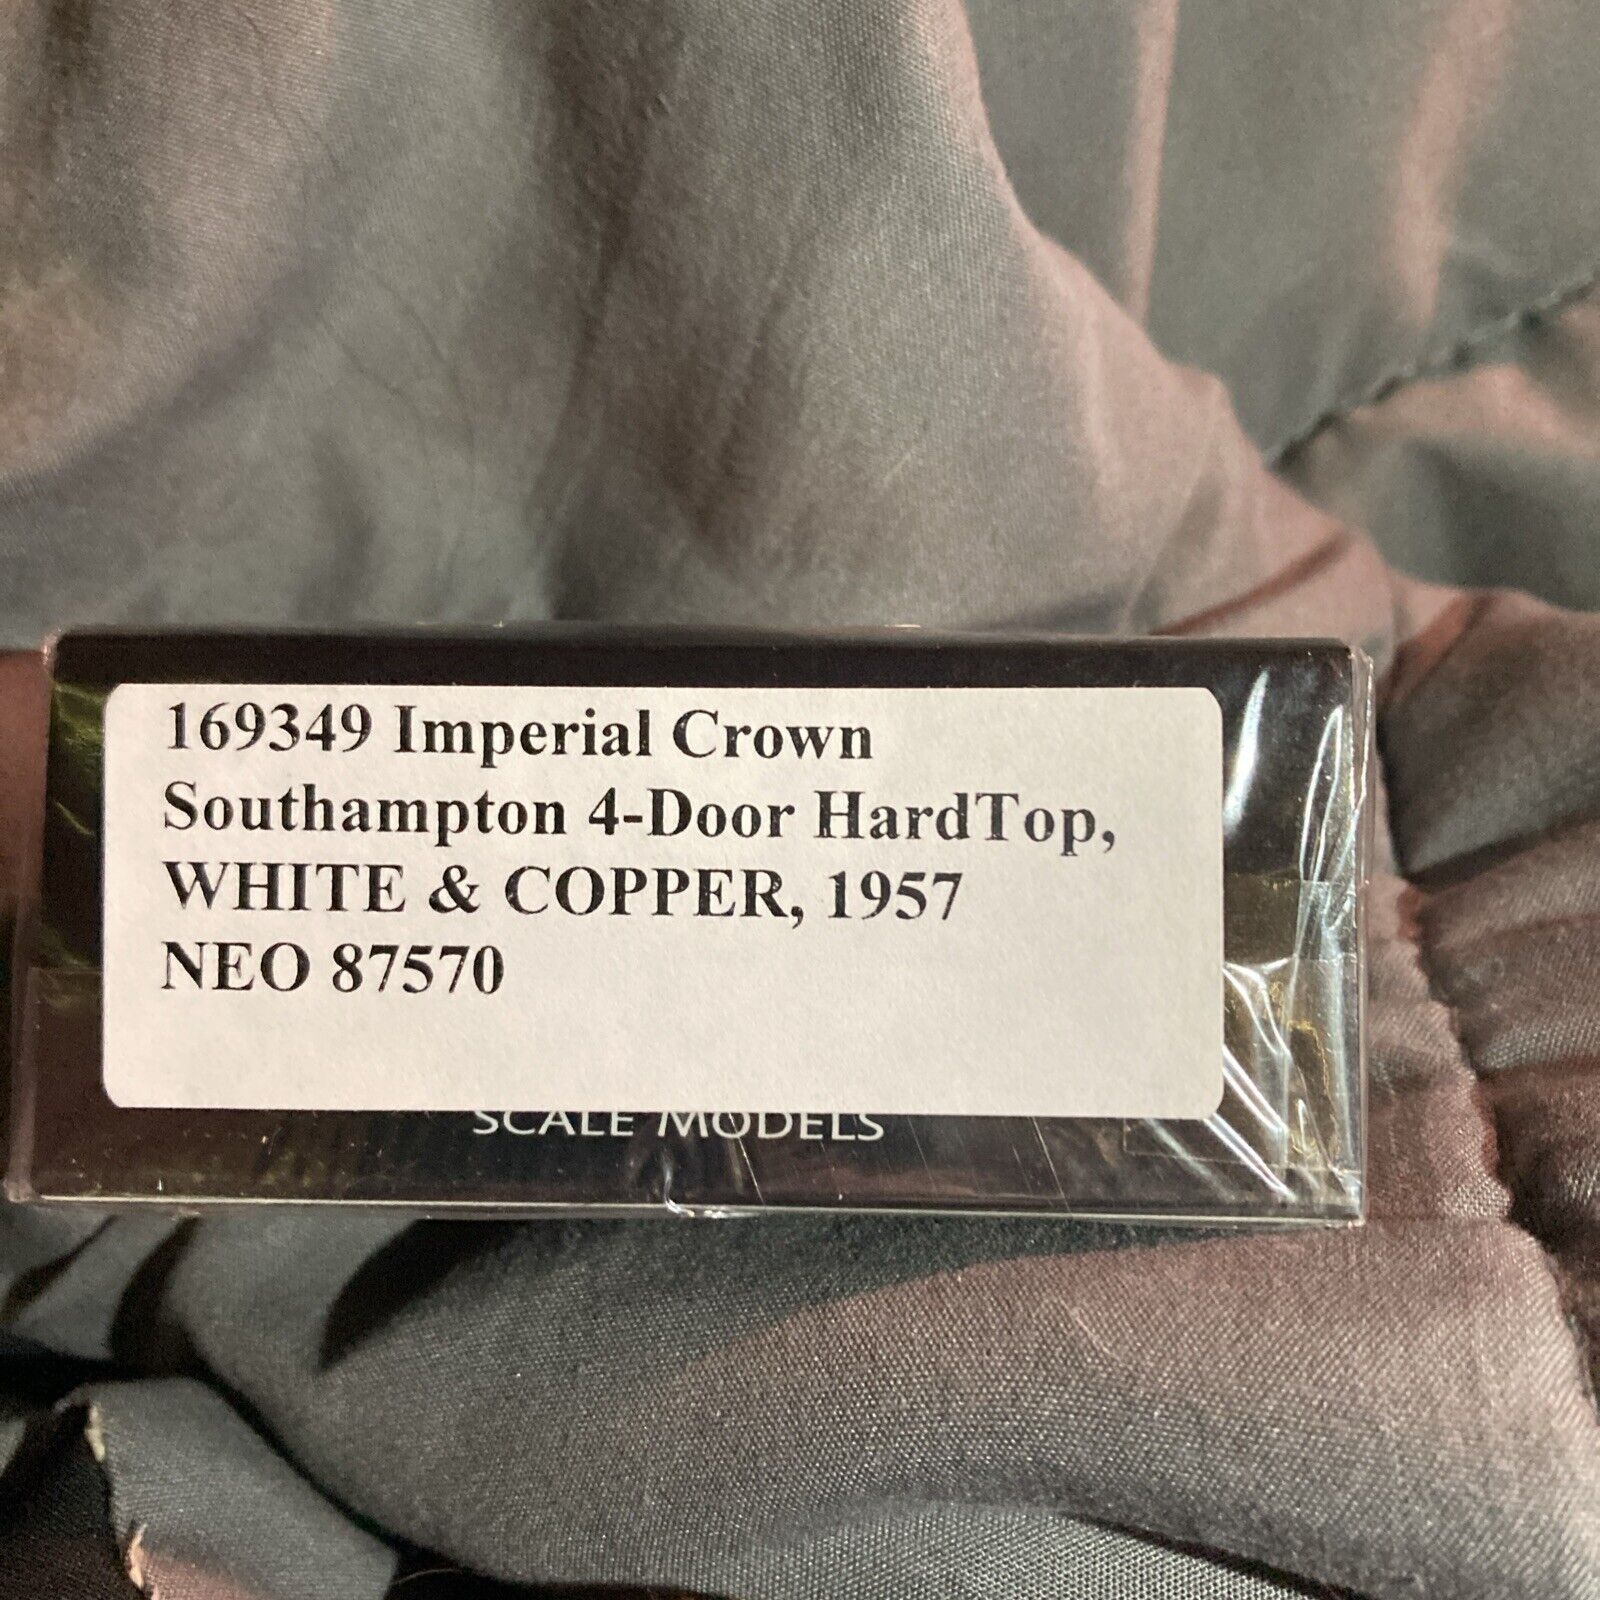 169349 Imperial Crown
Southampton 4-Door HardTop,
WHITE & COPPER, 1957
NEO 87570
SCALE MODELS